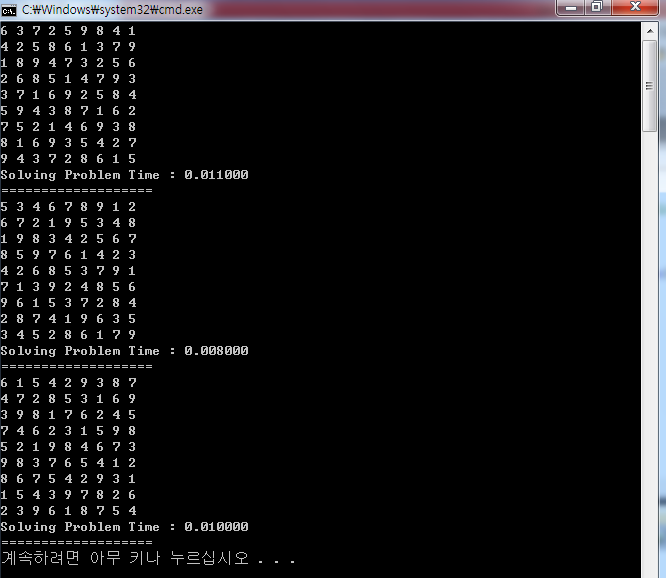 C:\Windows\system32\cmd.exe
6 3 7 2 5 9 8 4 1
4 2 5 8 6 1 3 7 9
1 8 9 4 7 3 2 5 6
2 6 8 5 1 4 7 9 3
3 7 1 6 9 2 5 8 4
5 9 4 3 8 7 1 6 2
7 5 2 1 4 6 9 3 8
8 1 6 9 3 5 4 2 7
9 4 3 7 2 8 6 1 5
Solving Problem Time : 0.011000
===================
5 3 4 6 7 8 9 1 2
6 7 2 1 9 5 3 4 8
1 9 8 3 4 2 5 6 7
8 5 9 7 6 1 4 2 3
4 2 6 8 5 3 7 9 1
7 1 3 9 2 4 8 5 6
9 6 1 5 3 7 2 8 4
2 8 7 4 1 9 6 3 5
3 4 5 2 8 6 1 7 9
Solving Problem Time : 0.008000
===================
6 1 5 4 2 9 3 8 7
4 7 2 8 5 3 1 6 9
3 9 8 1 7 6 2 4 5
7 4 6 2 3 1 5 9 8
5 2 1 9 8 4 6 7 3
9 8 3 7 6 5 4 1 2
8 6 7 5 4 2 9 3 1
1 5 4 3 9 7 8 2 6
2 3 9 6 1 8 7 5 4
Solving Problem Time : 0.010000
===================
계속하려면 아무 키나 누르십시오 . . .